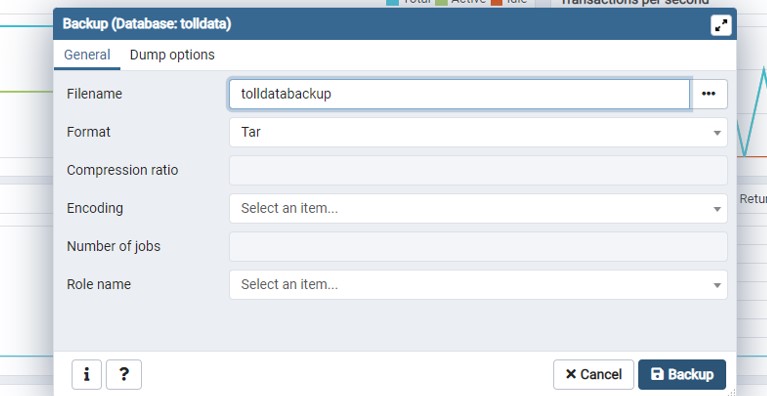 Total Active Idle Transactions per second
Backup (Database: tolldata)
General Dump options
Filename tolldatabackup •••
Format Tar
Compression ratio
Encoding Select an item...
Retu
Number of jobs
Role name Select an item...
i ? × Cancel Backup